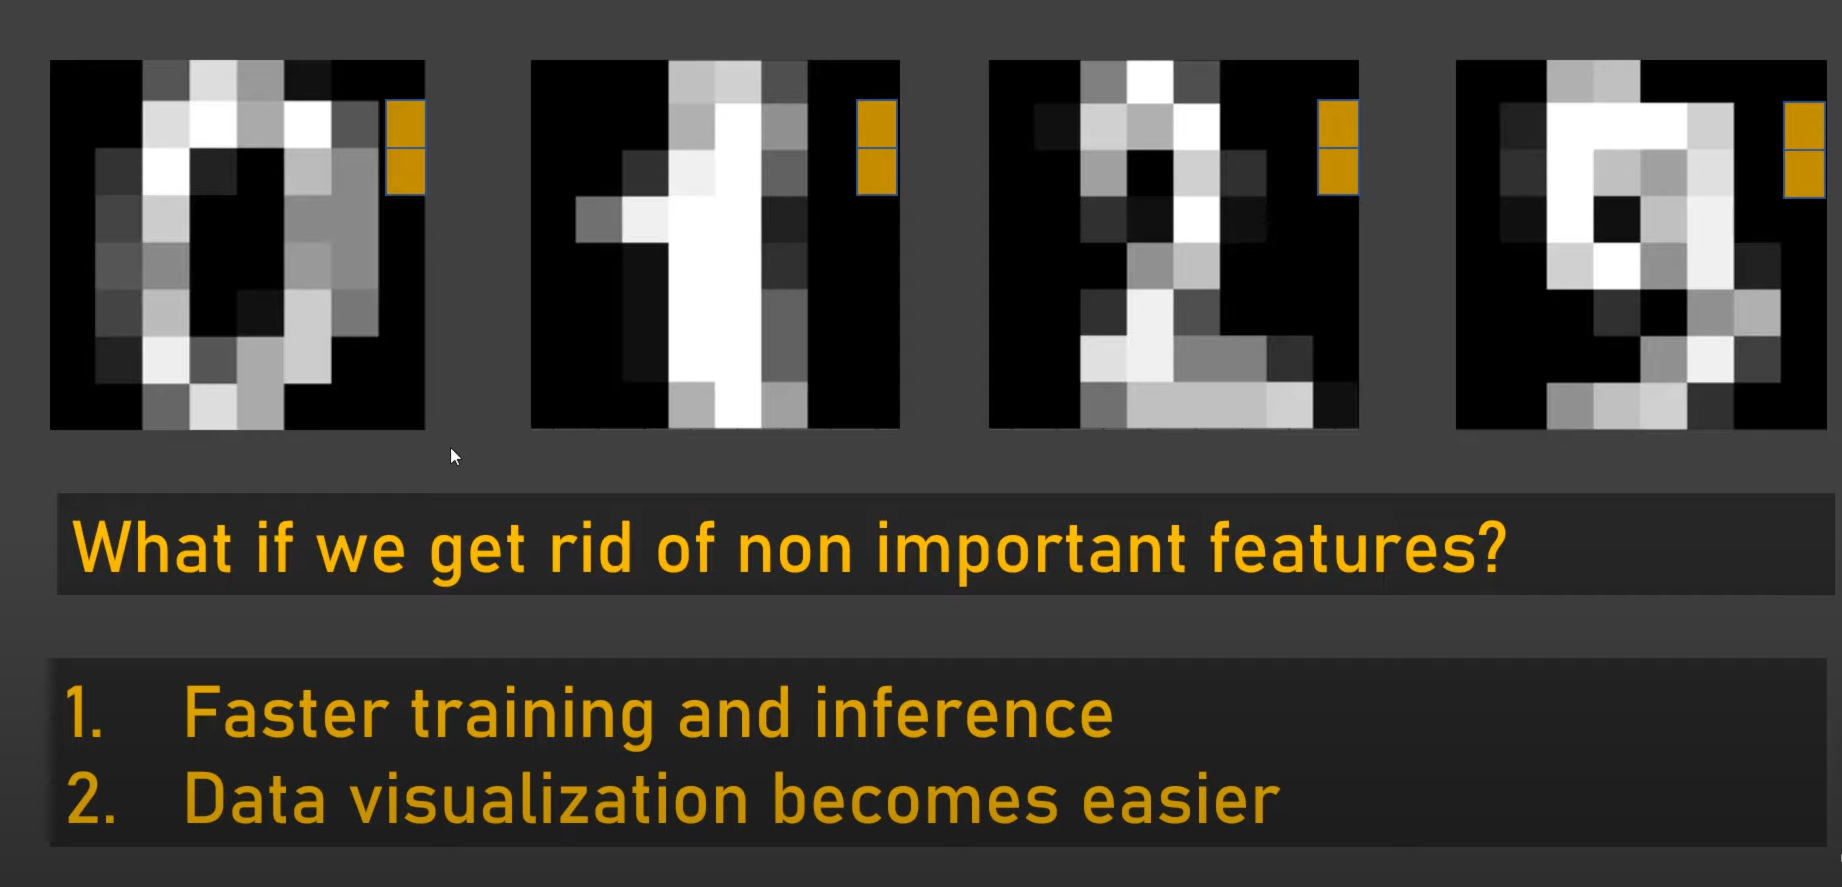 What if we get rid of non important features?
1. Faster training and inference
2. Data visualization becomes easier